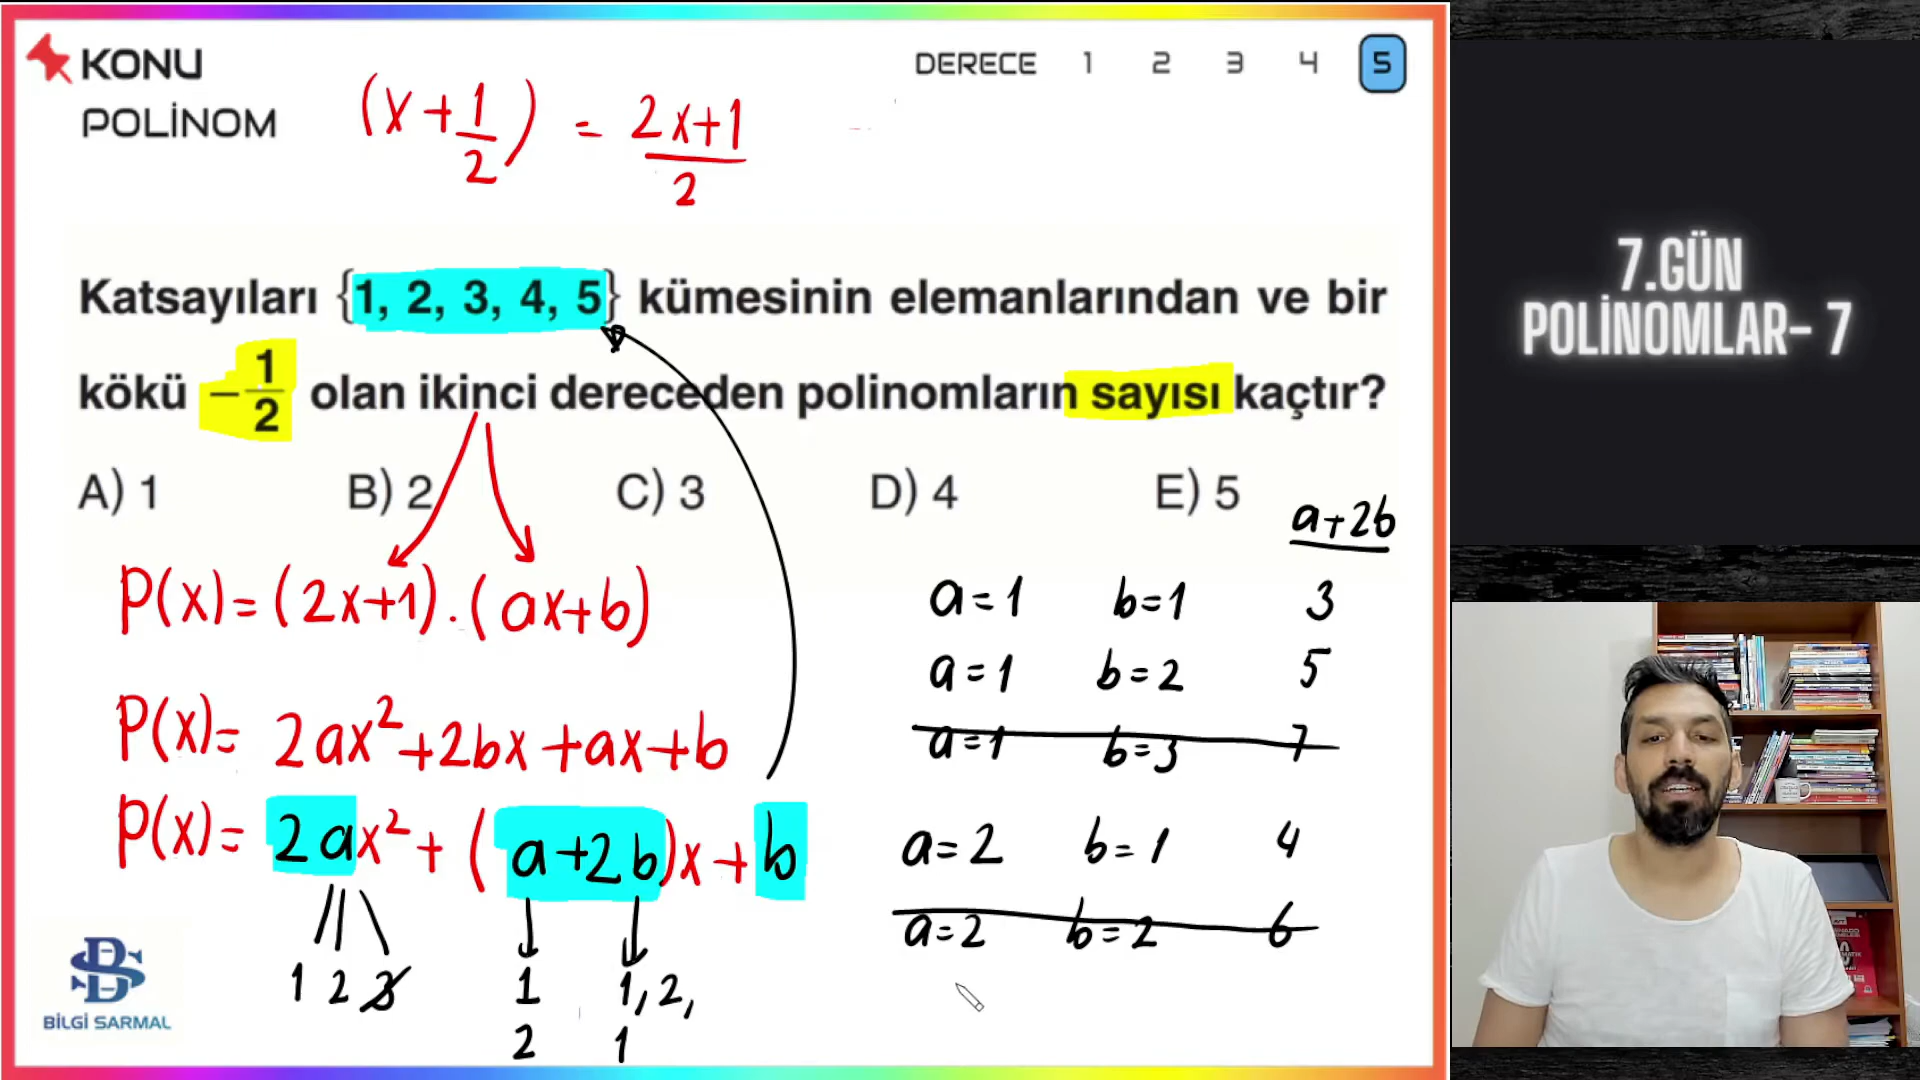 KONU
POLİNOM
DERECE 1 2 3 4 5
(x+1/2) = (2x+1)/2
Katsayıları {1, 2, 3, 4, 5} kümesinin elemanlarından ve bir
kökü −1/2 olan ikinci dereceden polinomların sayısı kaçtır?
A) 1 B) 2 C) 3 D) 4 E) 5
P(x)=(2x+1).(ax+b)
P(x)= 2ax²+2bx+ax+b
P(x)= 2ax²+(a+2b)x+b
1 2 3
1 1,2,
2 1
a+2b
a=1 b=1 3
a=1 b=2 5
a=1 b=3 7
a=2 b=1 4
a=2 b=2 6
BİLGİ SARMAL
7.GÜN
POLİNOMLAR- 7